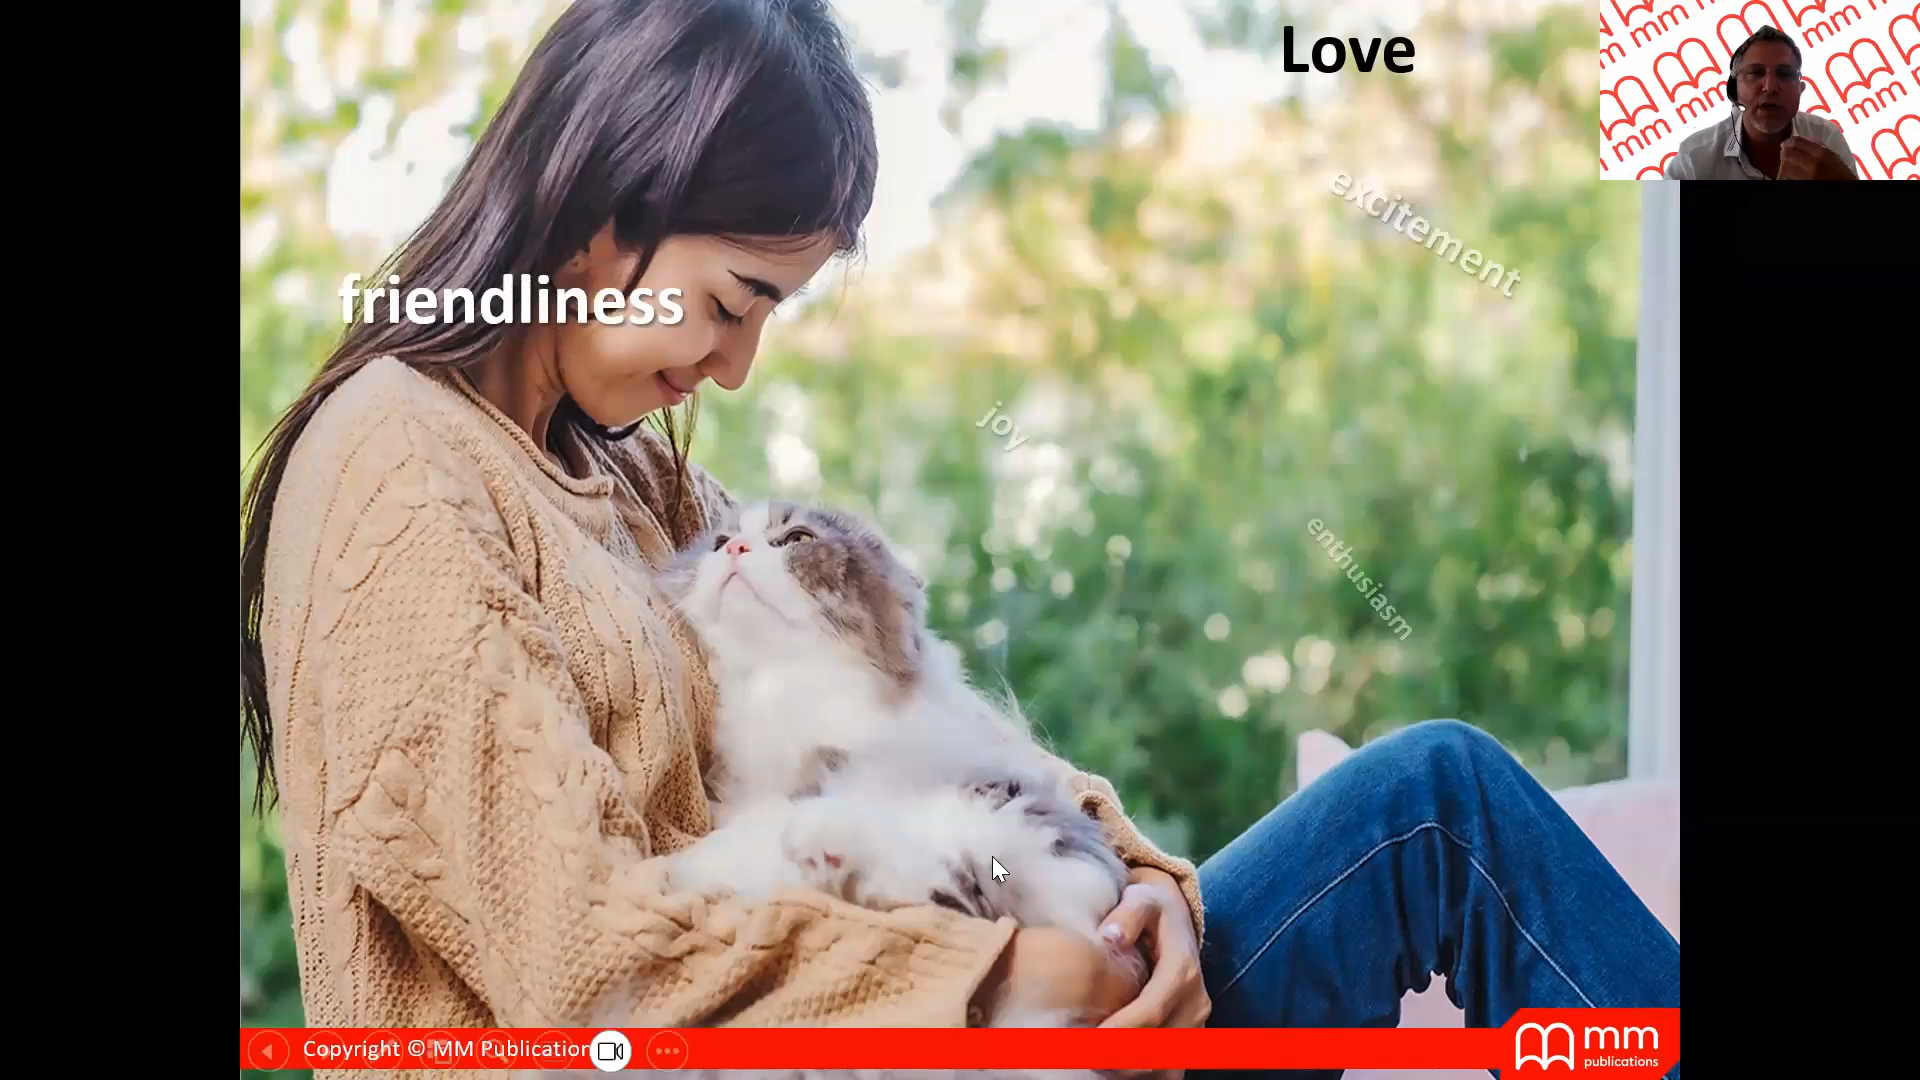 Love
excitement
friendliness
joy
enthusiasm
Copyright © MM Publication
mm
publications